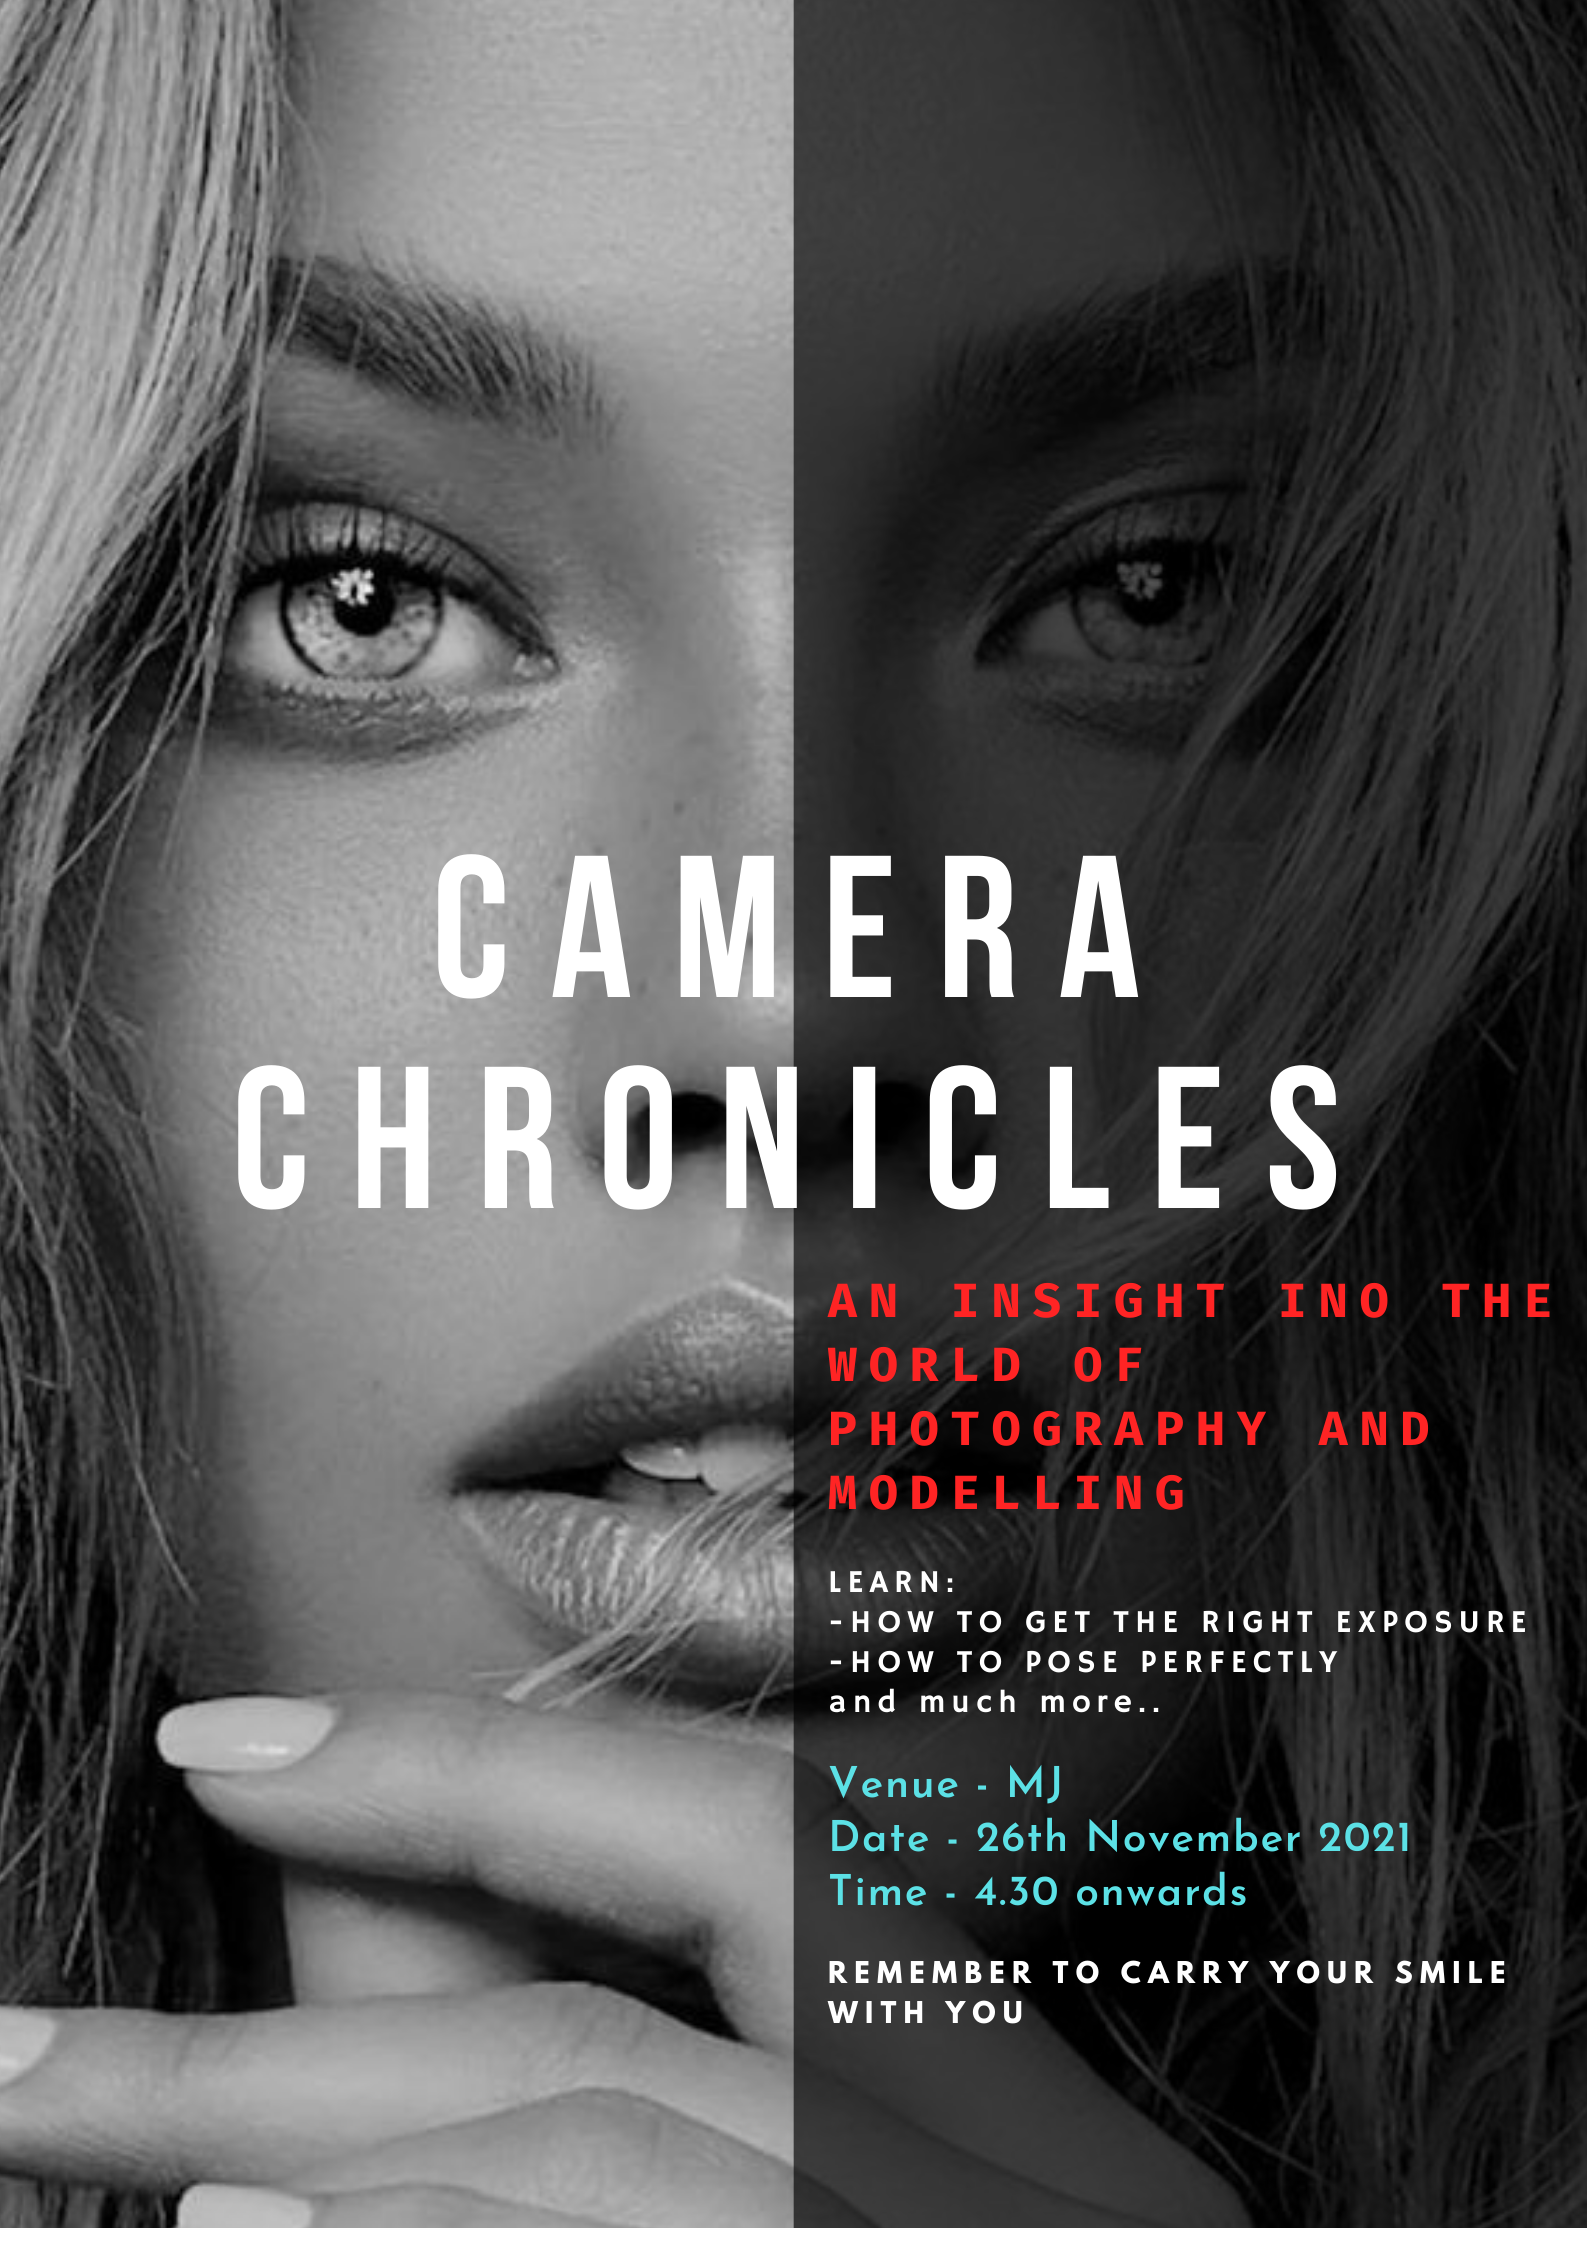 CAMERA
CHRONICLES
AN INSIGHT INO THE
WORLD OF
PHOTOGRAPHY AND
MODELLING
LEARN:
-HOW TO GET THE RIGHT EXPOSURE
-HOW TO POSE PERFECTLY
and much more..
Venue - MJ
Date - 26th November 2021
Time - 4.30 onwards
REMEMBER TO CARRY YOUR SMILE
WITH YOU